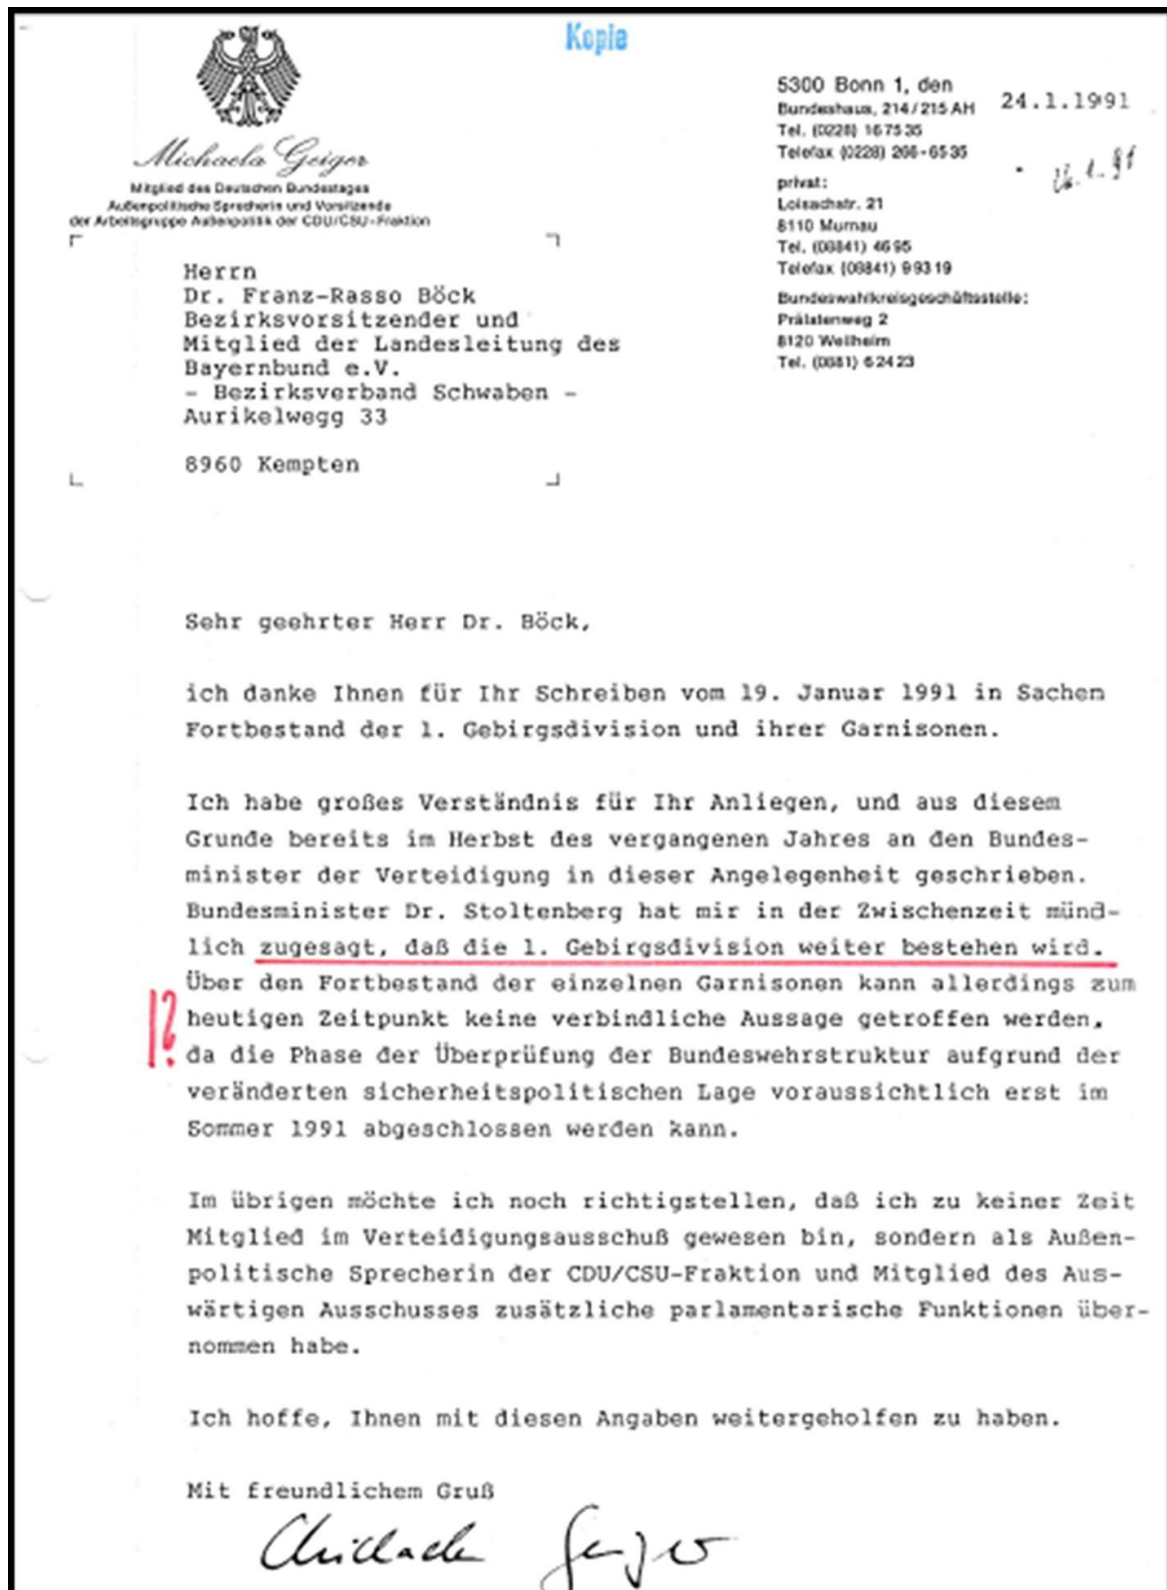 Kopie
Michaela Geiger
Mitglied des Deutschen Bundestages
Außenpolitische Sprecherin und Vorsitzende
der Arbeitsgruppe Außenpolitik der CDU/CSU-Fraktion
5300 Bonn 1, den
24.1.1991
Bundeshaus, 214/215 AH
Tel. (0228) 167535
Telefax (0228) 266-6535
privat:
Loisachstr. 21
8110 Murnau
Tel. (08841) 4695
Telefax (08841) 99319
Bundeswahlkreisgeschäftsstelle:
Prälatenweg 2
8120 Weilheim
Tel. (0881) 62423
Herrn
Dr. Franz-Rasso Böck
Bezirksvorsitzender und
Mitglied der Landesleitung des
Bayernbund e.V.
- Bezirksverband Schwaben -
Aurikelwegg 33
8960 Kempten
Sehr geehrter Herr Dr. Böck,
ich danke Ihnen für Ihr Schreiben vom 19. Januar 1991 in Sachen
Fortbestand der 1. Gebirgsdivision und ihrer Garnisonen.
Ich habe großes Verständnis für Ihr Anliegen, und aus diesem
Grunde bereits im Herbst des vergangenen Jahres an den Bundes-
minister der Verteidigung in dieser Angelegenheit geschrieben.
Bundesminister Dr. Stoltenberg hat mir in der Zwischenzeit münd-
lich zugesagt, daß die 1. Gebirgsdivision weiter bestehen wird.
Über den Fortbestand der einzelnen Garnisonen kann allerdings zum
!? heutigen Zeitpunkt keine verbindliche Aussage getroffen werden,
da die Phase der Überprüfung der Bundeswehrstruktur aufgrund der
veränderten sicherheitspolitischen Lage voraussichtlich erst im
Sommer 1991 abgeschlossen werden kann.
Im übrigen möchte ich noch richtigstellen, daß ich zu keiner Zeit
Mitglied im Verteidigungsausschuß gewesen bin, sondern als Außen-
politische Sprecherin der CDU/CSU-Fraktion und Mitglied des Aus-
wärtigen Ausschusses zusätzliche parlamentarische Funktionen über-
nommen habe.
Ich hoffe, Ihnen mit diesen Angaben weitergeholfen zu haben.
Mit freundlichem Gruß
Michaela Geiger